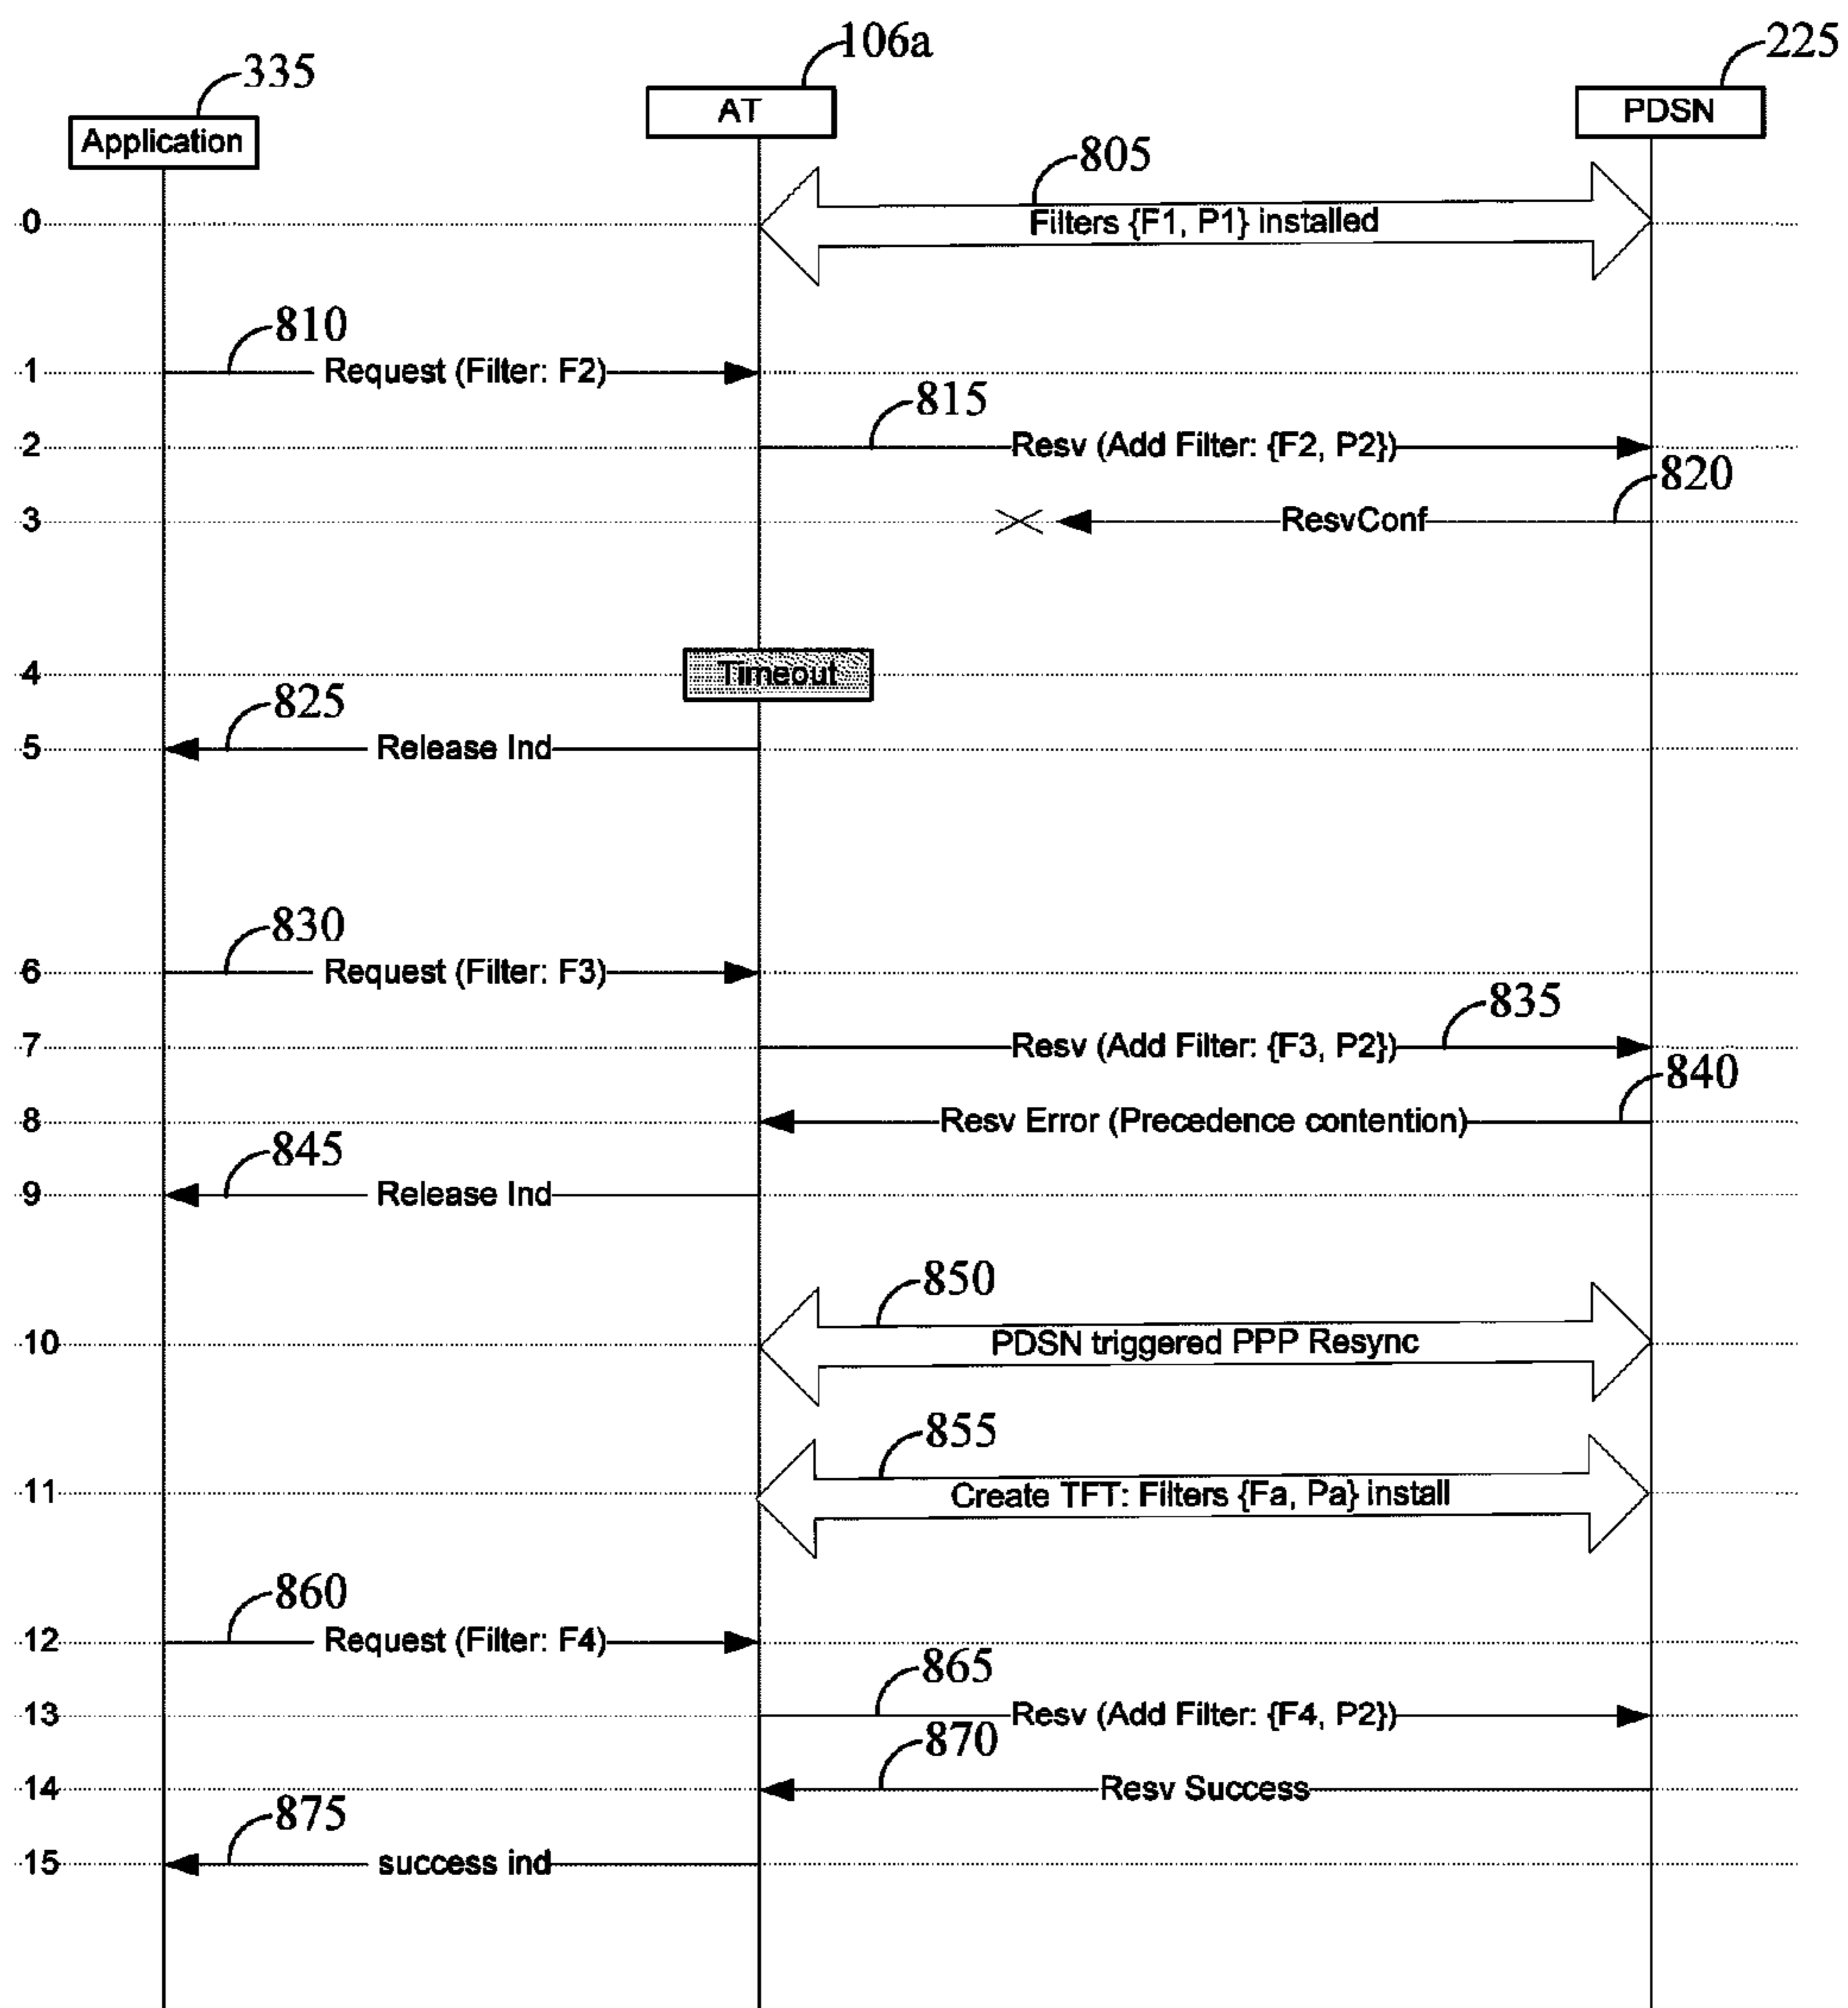 106a
225
335
AT
PDSN
Application
805
0
Filters {F1, P1} installed
810
1
Request (Filter: F2)
815
2
Resv (Add Filter: {F2, P2})
820
3
ResvConf
4
Timeout
825
5
Release Ind
830
6
Request (Filter: F3)
835
7
Resv (Add Filter: {F3, P2})
840
8
Resv Error (Precedence contention)
845
9
Release Ind
850
10
PDSN triggered PPP Resync
855
11
Create TFT: Filters {Fa, Pa} install
860
12
Request (Filter: F4)
865
13
Resv (Add Filter: {F4, P2})
870
14
Resv Success
875
15
success ind